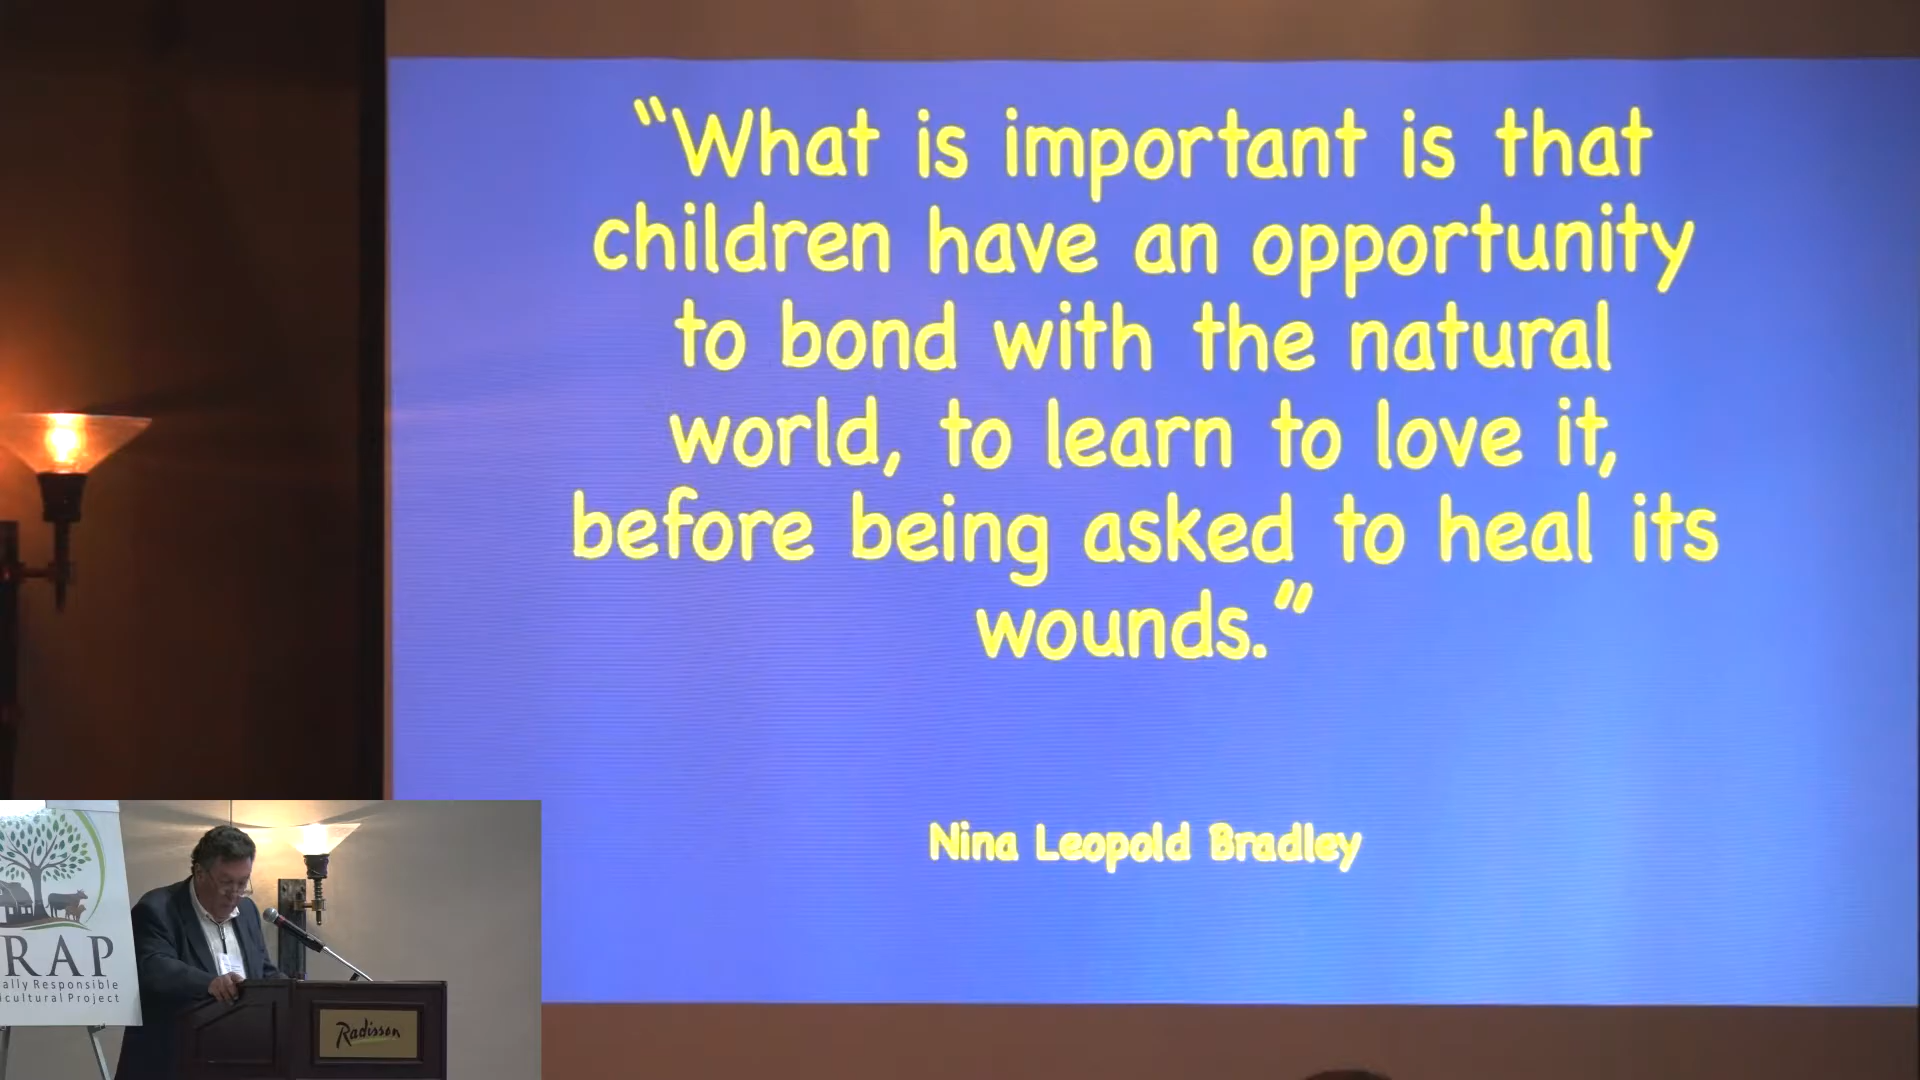 “What is important is that
children have an opportunity
to bond with the natural
world, to learn to love it,
before being asked to heal its
wounds.”
Nina Leopold Bradley
RAP
ally Responsible
icultural Project
Radisson